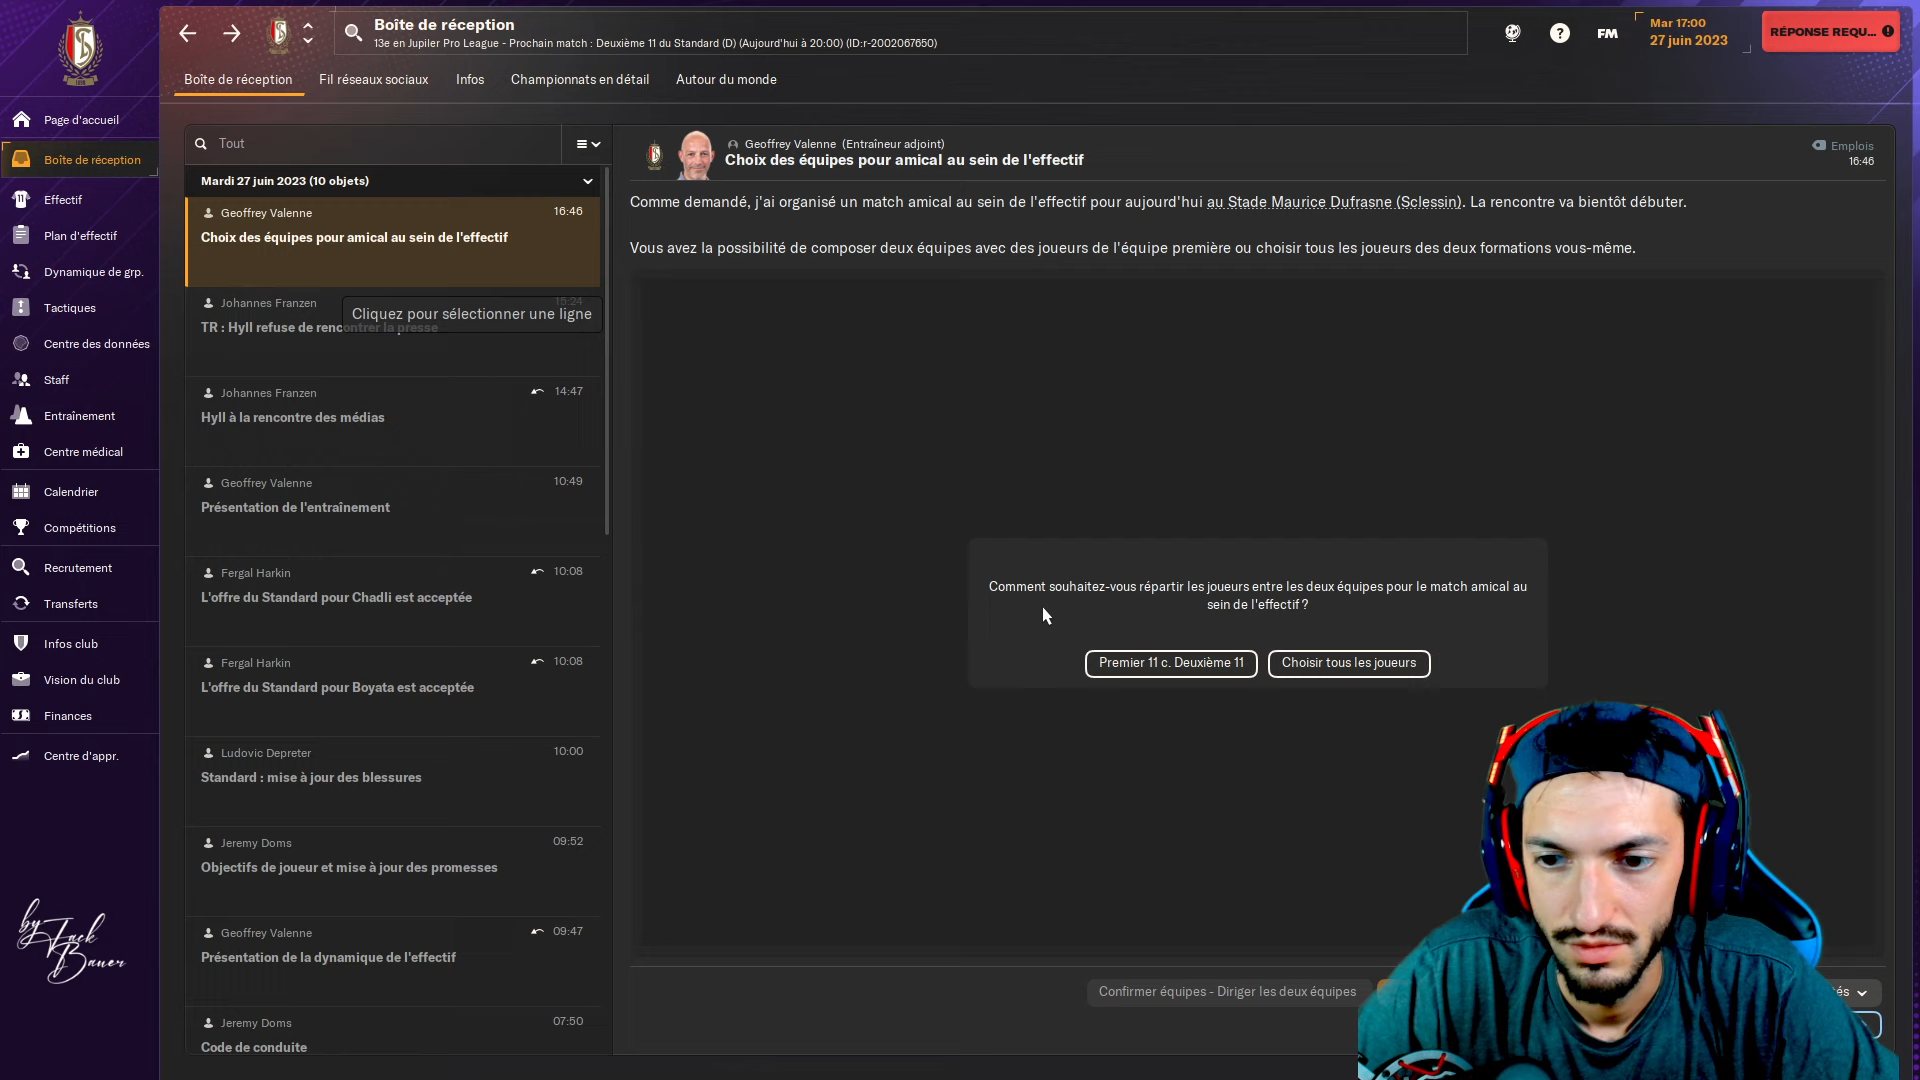 Boîte de réception
13e en Jupiler Pro League - Prochain match : Deuxième 11 du Standard (D) (Aujourd'hui à 20:00) (ID:r-2002067650)
FM
Mar 17:00
27 juin 2023
RÉPONSE REQU...
Boîte de réception
Fil réseaux sociaux
Infos
Championnats en détail
Autour du monde
Page d'accueil
Boîte de réception
Effectif
Plan d'effectif
Dynamique de grp.
Tactiques
Centre des données
Staff
Entraînement
Centre médical
Calendrier
Compétitions
Recrutement
Transferts
Infos club
Vision du club
Finances
Centre d'appr.
by Jack
Bauer
Tout
Mardi 27 juin 2023 (10 objets)
Geoffrey Valenne 16:46
Choix des équipes pour amical au sein de l'effectif
Johannes Franzen 15:24
TR : Hyll refuse de rencontrer la presse
Cliquez pour sélectionner une ligne
Johannes Franzen 14:47
Hyll à la rencontre des médias
Geoffrey Valenne 10:49
Présentation de l'entraînement
Fergal Harkin 10:08
L'offre du Standard pour Chadli est acceptée
Fergal Harkin 10:08
L'offre du Standard pour Boyata est acceptée
Ludovic Depreter 10:00
Standard : mise à jour des blessures
Jeremy Doms 09:52
Objectifs de joueur et mise à jour des promesses
Geoffrey Valenne 09:47
Présentation de la dynamique de l'effectif
Jeremy Doms 07:50
Code de conduite
Geoffrey Valenne (Entraîneur adjoint)
Choix des équipes pour amical au sein de l'effectif
Emplois
16:46
Comme demandé, j'ai organisé un match amical au sein de l'effectif pour aujourd'hui au Stade Maurice Dufrasne (Sclessin). La rencontre va bientôt débuter.
Vous avez la possibilité de composer deux équipes avec des joueurs de l'équipe première ou choisir tous les joueurs des deux formations vous-même.
Comment souhaitez-vous répartir les joueurs entre les deux équipes pour le match amical au
sein de l'effectif ?
Premier 11 c. Deuxième 11
Choisir tous les joueurs
Confirmer équipes - Diriger les deux équipes